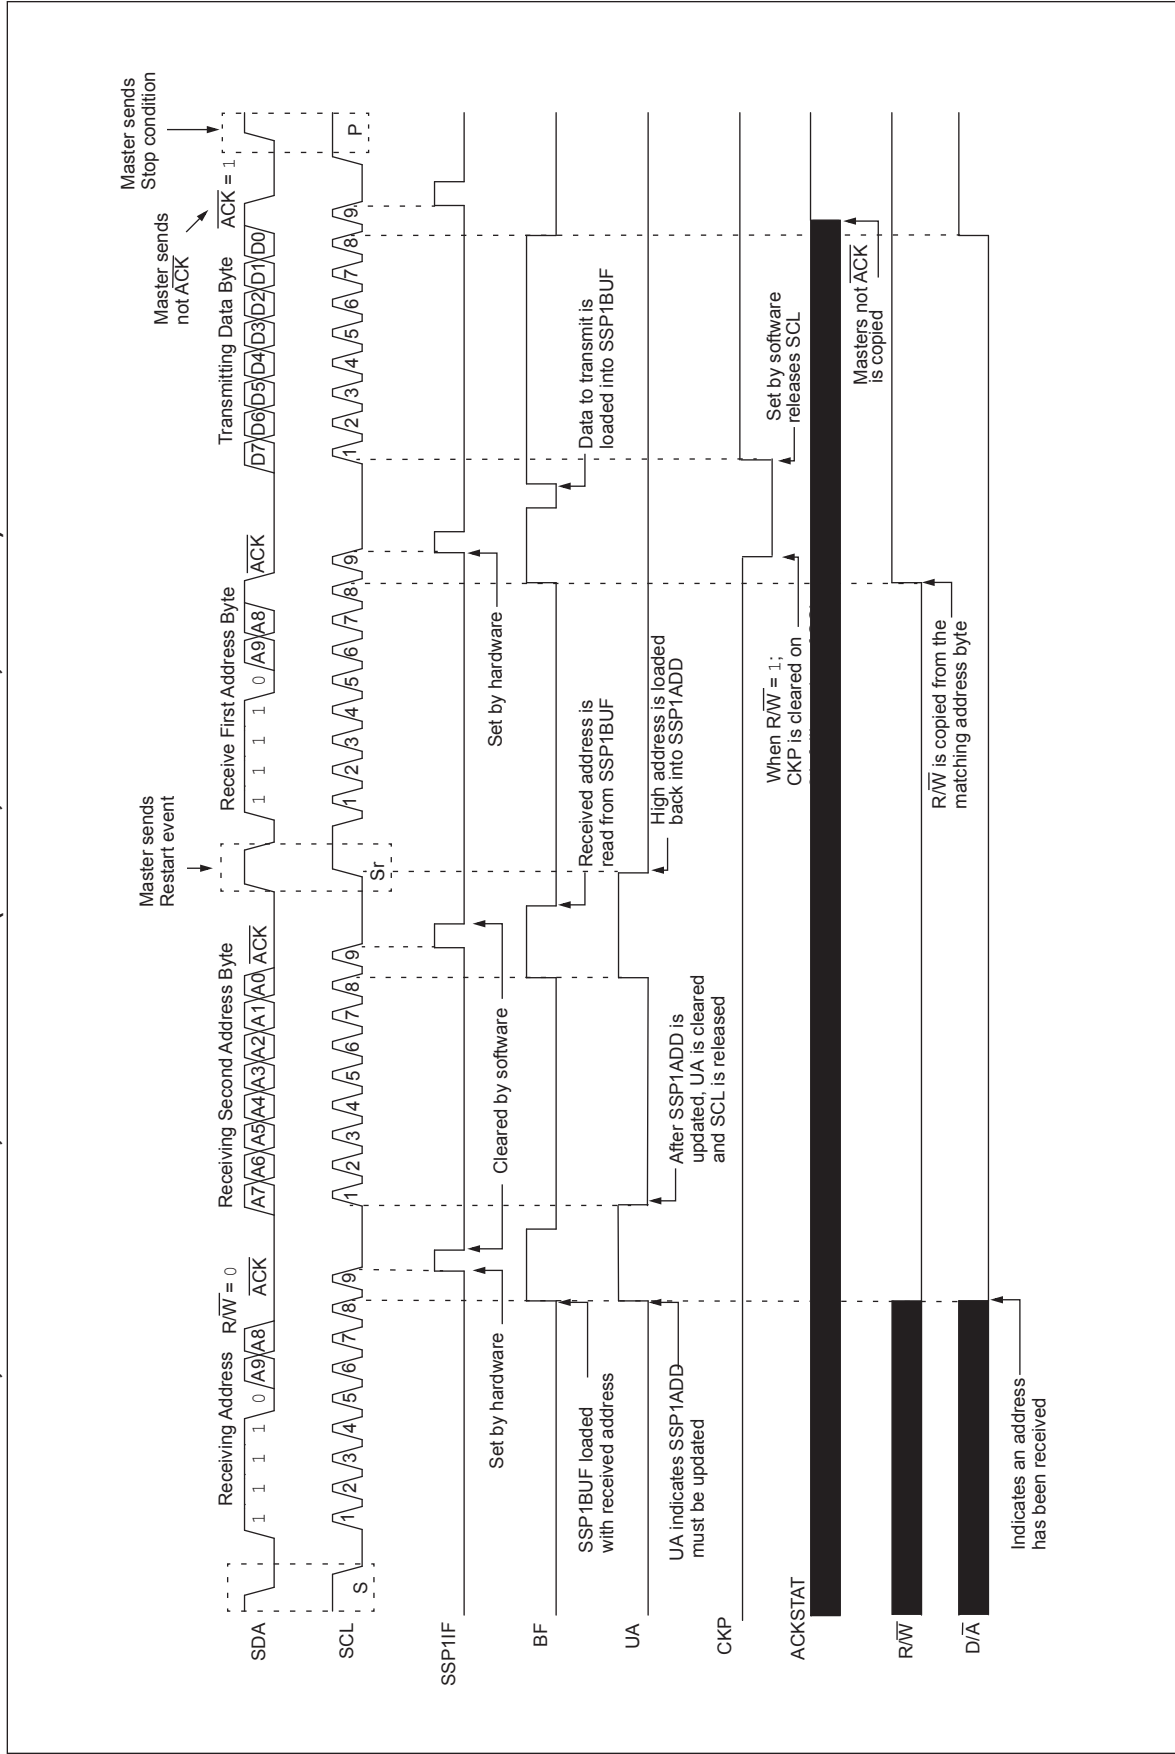 Master sends
Stop condition
Master sends
not ACK
Master sends
Restart event
Receiving Address R/W = 0
Receiving Second Address Byte
Receive First Address Byte
Transmitting Data Byte
ACK = 1
SDA
1 1 1 1 0 A9 A8 ACK
A7 A6 A5 A4 A3 A2 A1 A0 ACK
1 1 1 1 0 A9 A8 ACK
D7 D6 D5 D4 D3 D2 D1 D0
SCL
S
1 2 3 4 5 6 7 8 9
1 2 3 4 5 6 7 8 9
Sr
1 2 3 4 5 6 7 8 9
1 2 3 4 5 6 7 8 9
P
SSP1IF
Set by hardware
Cleared by software
Set by hardware
BF
SSP1BUF loaded
with received address
Received address is
read from SSP1BUF
Data to transmit is
loaded into SSP1BUF
UA
UA indicates SSP1ADD
must be updated
After SSP1ADD is
updated, UA is cleared
and SCL is released
High address is loaded
back into SSP1ADD
CKP
When R/W = 1;
CKP is cleared on
Set by software
releases SCL
ACKSTAT
Masters not ACK
is copied
R/W
R/W is copied from the
matching address byte
D/A
Indicates an address
has been received